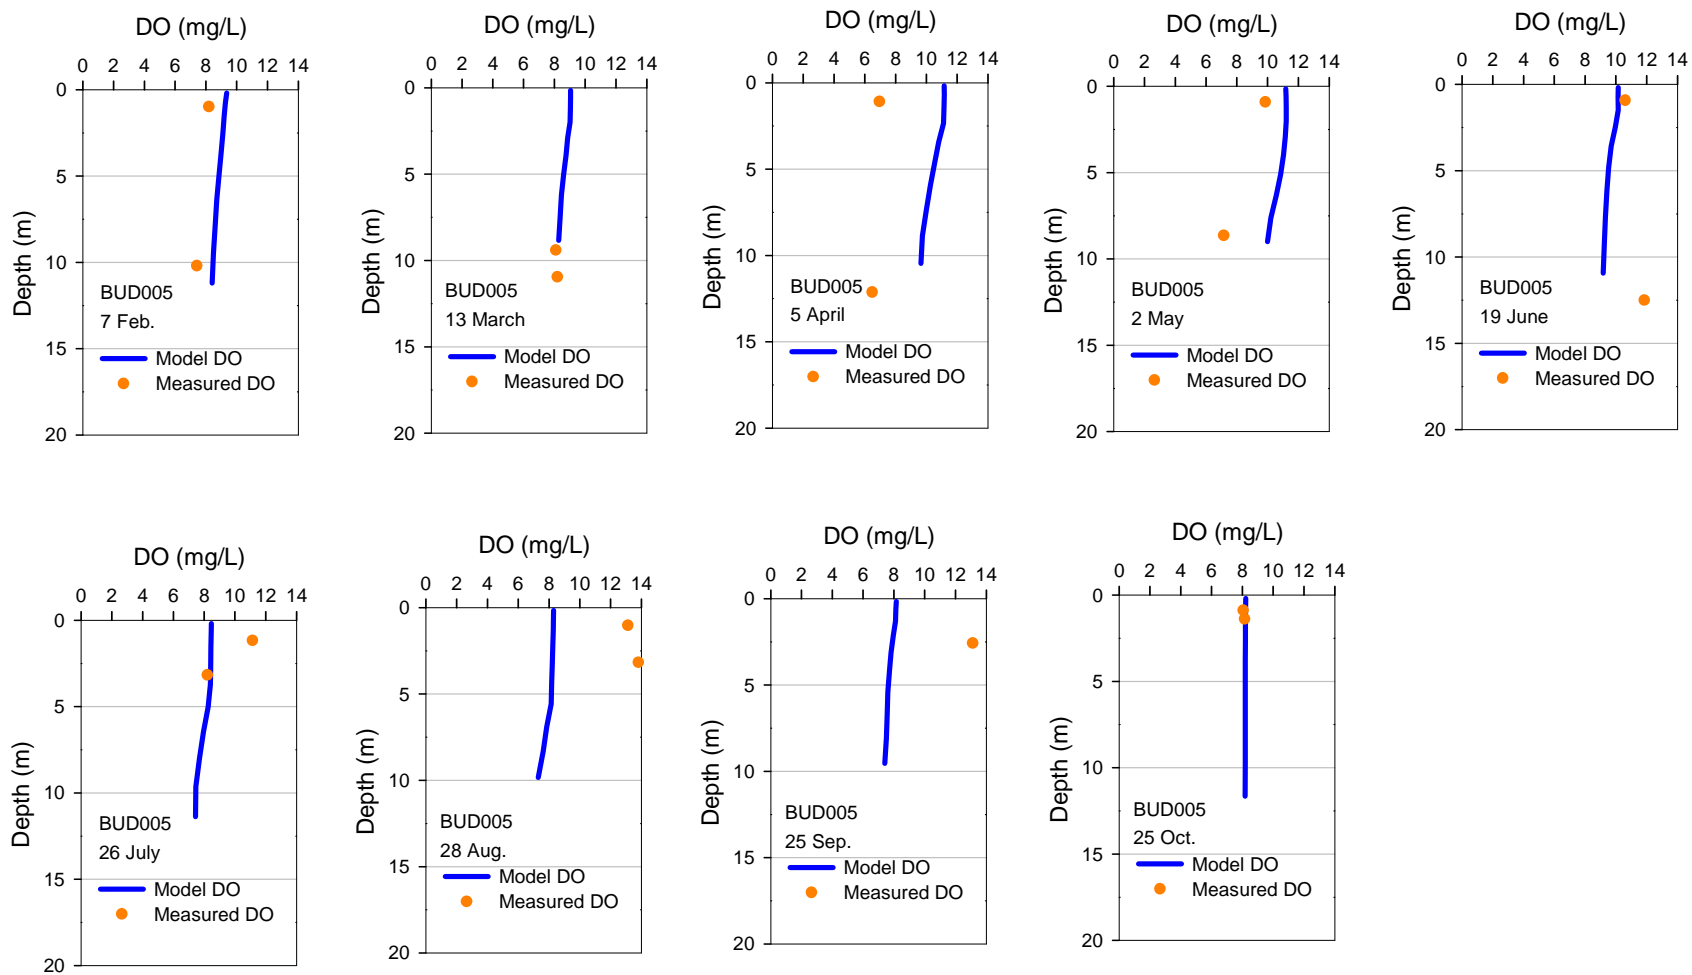 DO (mg/L)
0 2 4 6 8 10 12 14
0
5
10
15
20
Depth (m)
BUD005
7 Feb.
Model DO
Measured DO
DO (mg/L)
0 2 4 6 8 10 12 14
0
5
10
15
20
Depth (m)
BUD005
13 March
Model DO
Measured DO
DO (mg/L)
0 2 4 6 8 10 12 14
0
5
10
15
20
Depth (m)
BUD005
5 April
Model DO
Measured DO
DO (mg/L)
0 2 4 6 8 10 12 14
0
5
10
15
20
Depth (m)
BUD005
2 May
Model DO
Measured DO
DO (mg/L)
0 2 4 6 8 10 12 14
0
5
10
15
20
Depth (m)
BUD005
19 June
Model DO
Measured DO
DO (mg/L)
0 2 4 6 8 10 12 14
0
5
10
15
20
Depth (m)
BUD005
26 July
Model DO
Measured DO
DO (mg/L)
0 2 4 6 8 10 12 14
0
5
10
15
20
Depth (m)
BUD005
28 Aug.
Model DO
Measured DO
DO (mg/L)
0 2 4 6 8 10 12 14
0
5
10
15
20
Depth (m)
BUD005
25 Sep.
Model DO
Measured DO
DO (mg/L)
0 2 4 6 8 10 12 14
0
5
10
15
20
Depth (m)
BUD005
25 Oct.
Model DO
Measured DO